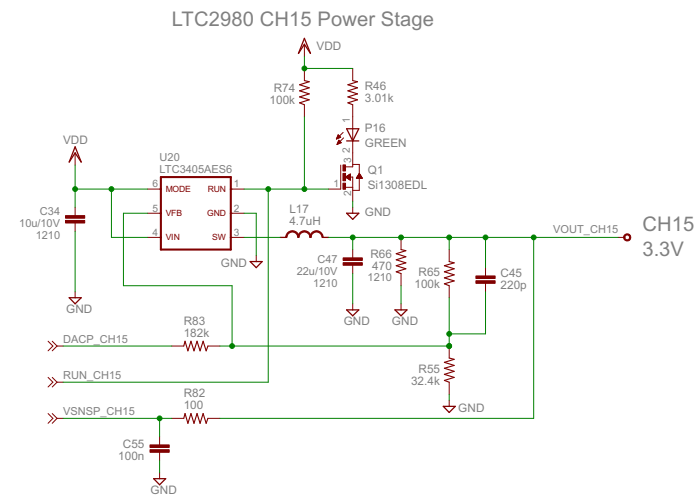 LTC2980 CH15 Power Stage
VDD
R74
100k
R46
3.01k
1
P16
GREEN
2
3
Q1
1
Si1308EDL
2
GND
VDD
U20
LTC3405AES6
6 MODE RUN 1
5 VFB GND 2
4 VIN SW 3
C34
10u/10V
1210
GND
GND
L17
4.7uH
VOUT_CH15
CH15
3.3V
C47
22u/10V
1210
GND
R66
470
1210
GND
R65
100k
C45
220p
DACP_CH15
R83
182k
R55
32.4k
GND
RUN_CH15
R82
100
VSNSP_CH15
C55
100n
GND